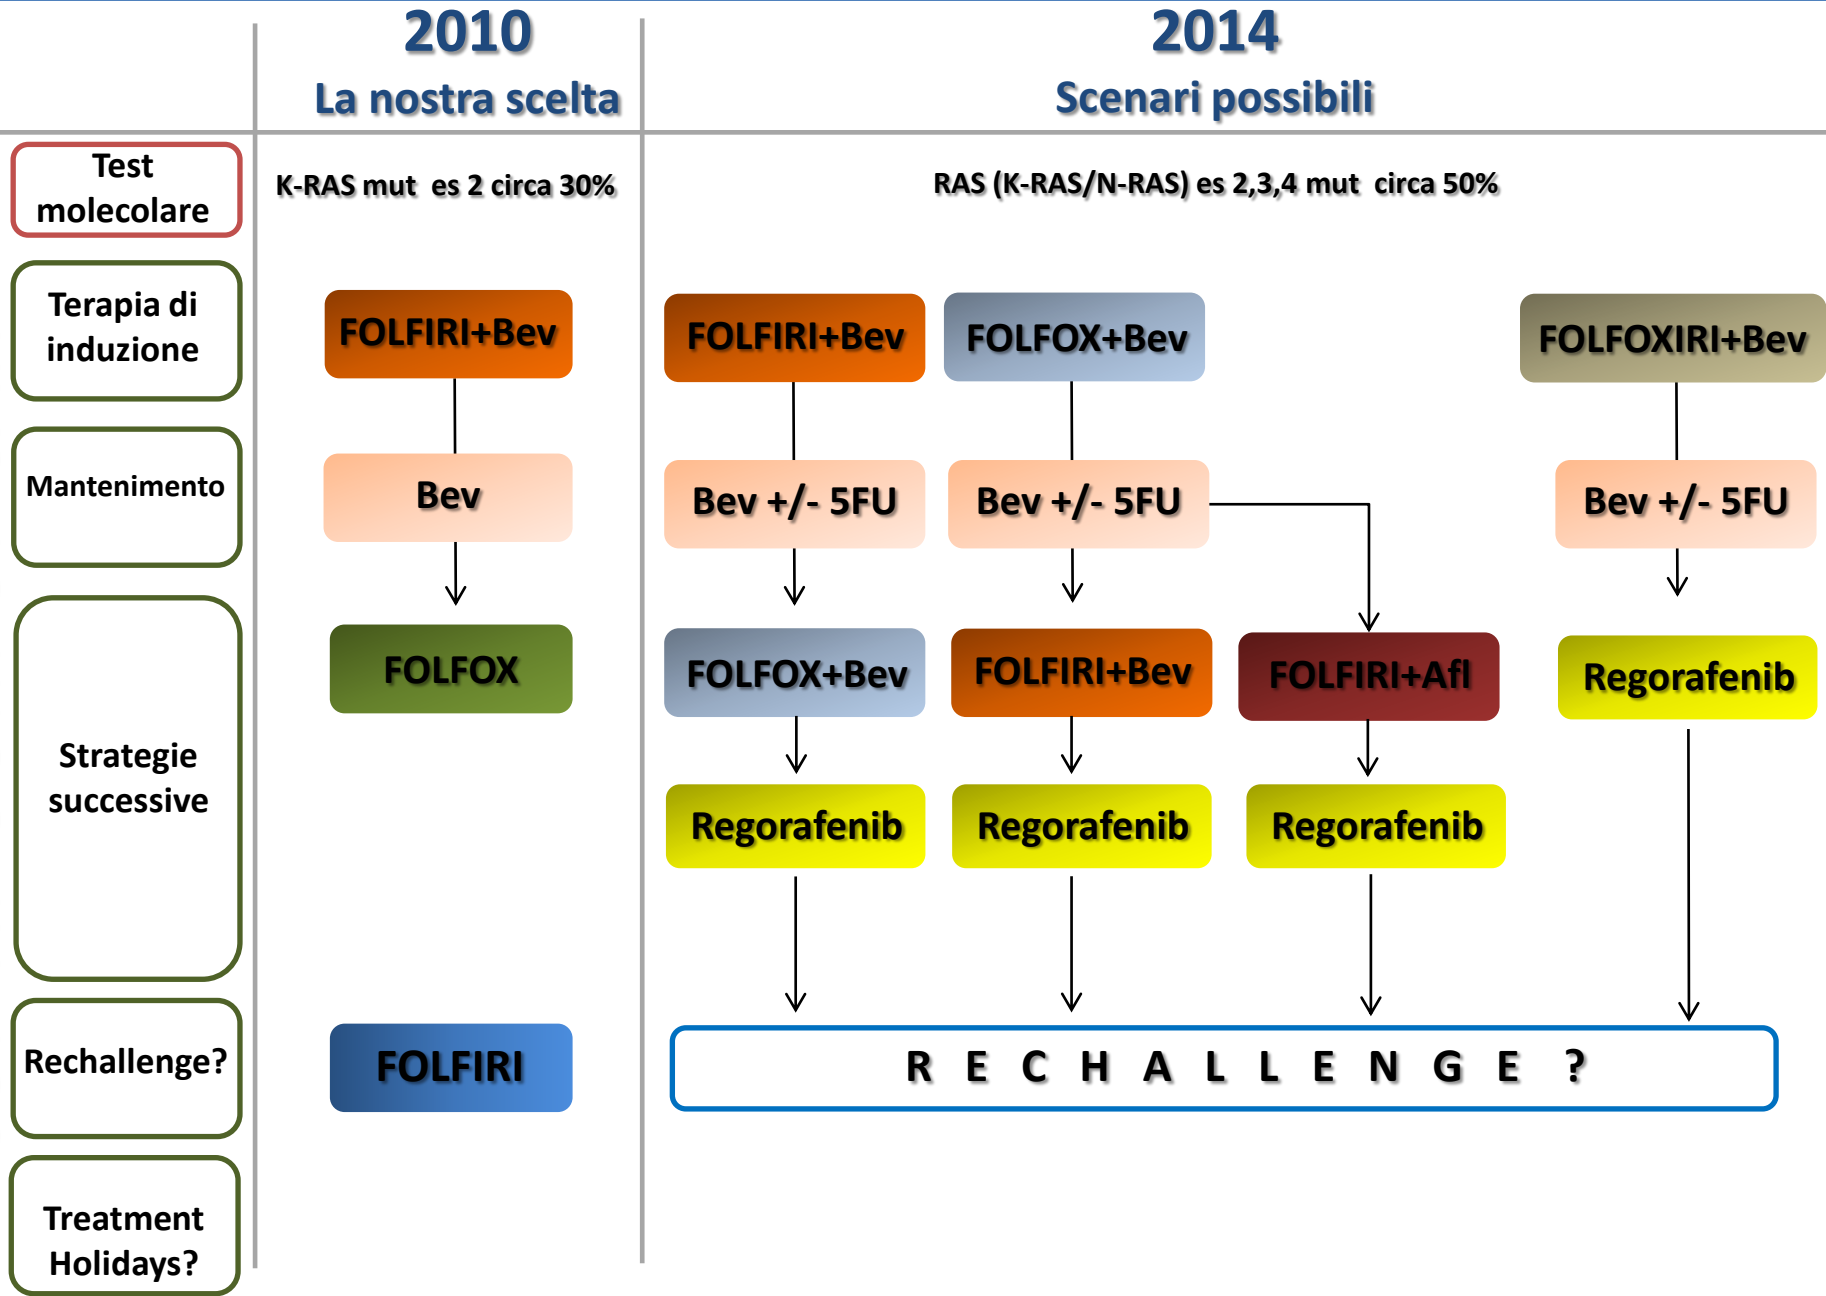 2010
2014
La nostra scelta
Scenari possibili
Test
molecolare
K-RAS mut es 2 circa 30%
RAS (K-RAS/N-RAS) es 2,3,4 mut circa 50%
Terapia di
induzione
FOLFIRI+Bev
FOLFIRI+Bev
FOLFOX+Bev
FOLFOXIRI+Bev
Mantenimento
Bev
Bev +/- 5FU
Bev +/- 5FU
Bev +/- 5FU
Strategie
successive
FOLFOX
FOLFOX+Bev
FOLFIRI+Bev
FOLFIRI+Afl
Regorafenib
Regorafenib
Regorafenib
Regorafenib
Rechallenge?
FOLFIRI
R E C H A L L E N G E ?
Treatment
Holidays?